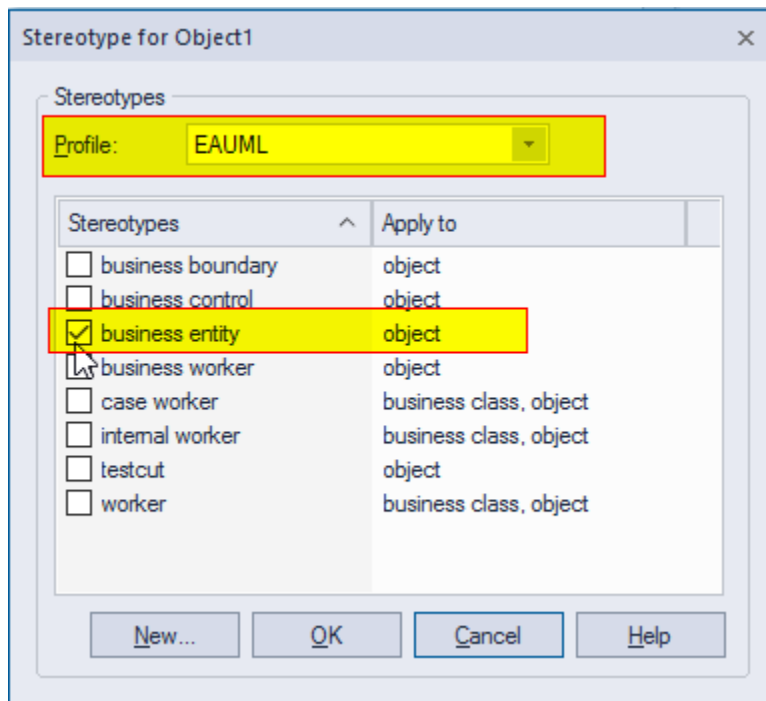 Stereotype for Object1
Stereotypes
Profile: EAUML
Stereotypes Apply to
business boundary object
business control object
business entity object
business worker object
case worker business class, object
internal worker business class, object
testcut object
worker business class, object
New... OK Cancel Help